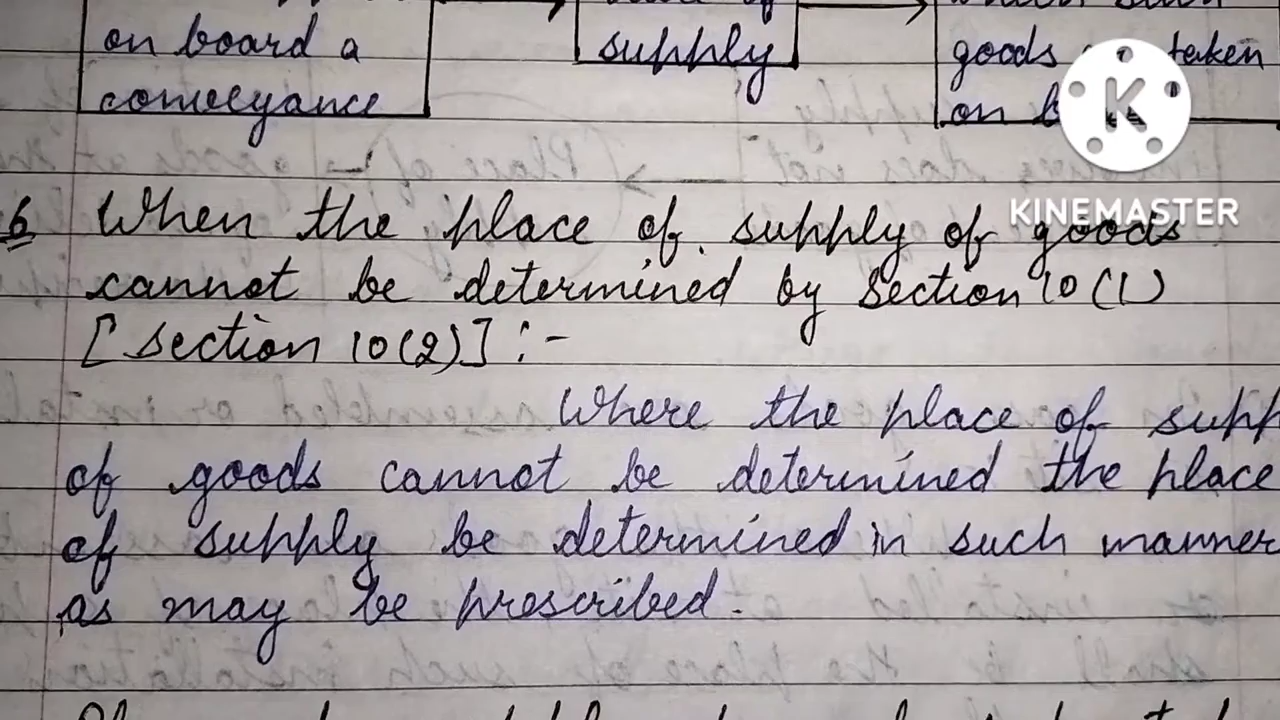 on board a
supply
goods taken
conveyance
on
KINEMASTER
6 When the place of supply of goods
cannot be determined by Section 10(1)
[Section 10(2)] :-
Where the place of supp
of goods cannot be determined the place
of supply be determined in such manner
as may be prescribed.